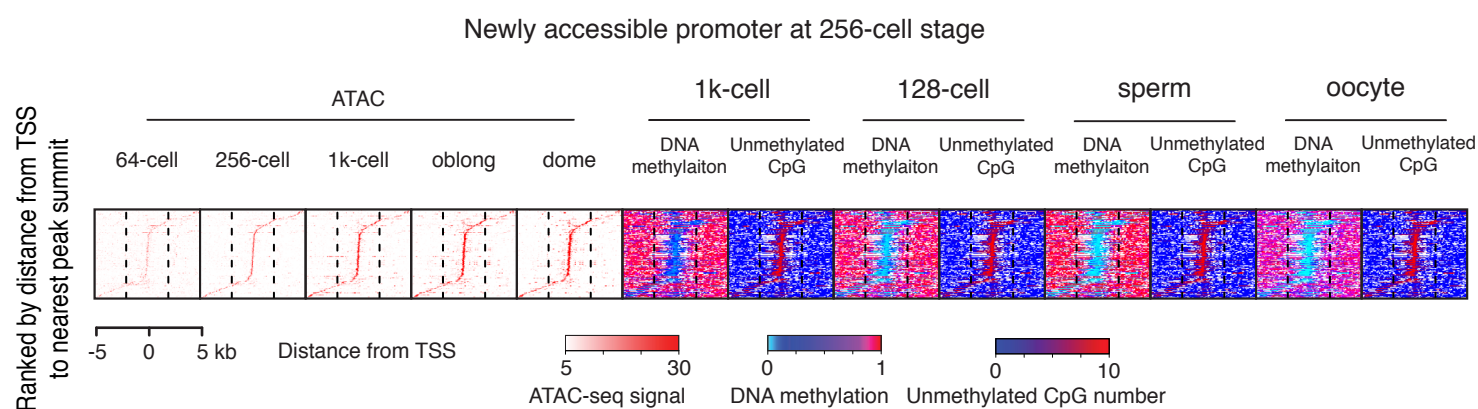 Newly accessible promoter at 256-cell stage
Ranked by distance from TSS
to nearest peak summit
ATAC
1k-cell
128-cell
sperm
oocyte
64-cell
256-cell
1k-cell
oblong
dome
DNA
methylaiton
Unmethylated
CpG
DNA
methylaiton
Unmethylated
CpG
DNA
methylaiton
Unmethylated
CpG
DNA
methylaiton
Unmethylated
CpG
-5 0 5 kb
Distance from TSS
5 30
ATAC-seq signal
0 1
DNA methylation
0 10
Unmethylated CpG number